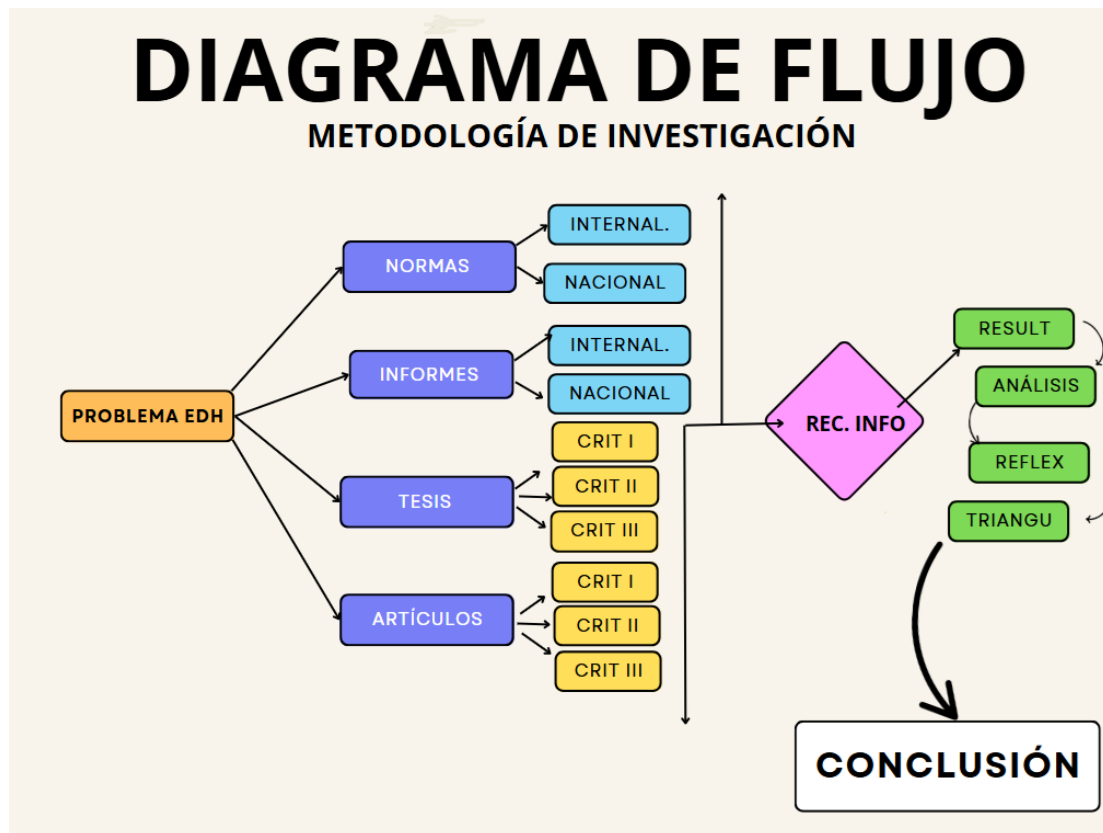 DIAGRAMA DE FLUJO
METODOLOGÍA DE INVESTIGACIÓN
PROBLEMA EDH
NORMAS
INTERNAL.
NACIONAL
INFORMES
INTERNAL.
NACIONAL
TESIS
CRIT I
CRIT II
CRIT III
ARTÍCULOS
CRIT I
CRIT II
CRIT III
REC. INFO
RESULT
ANÁLISIS
REFLEX
TRIANGU
CONCLUSIÓN